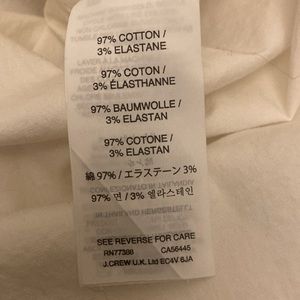 97% COTTON /
3% ELASTANE
97% COTON /
3% ÉLASTHANNE
97% BAUMWOLLE /
3% ELASTAN
97% COTONE /
3% ELASTAN
綿 97% / エラステーン 3%
97% 면 / 3% 엘라스테인
SEE REVERSE FOR CARE
RN77388 CA56445
J.CREW U.K. Ltd EC4V 6JA